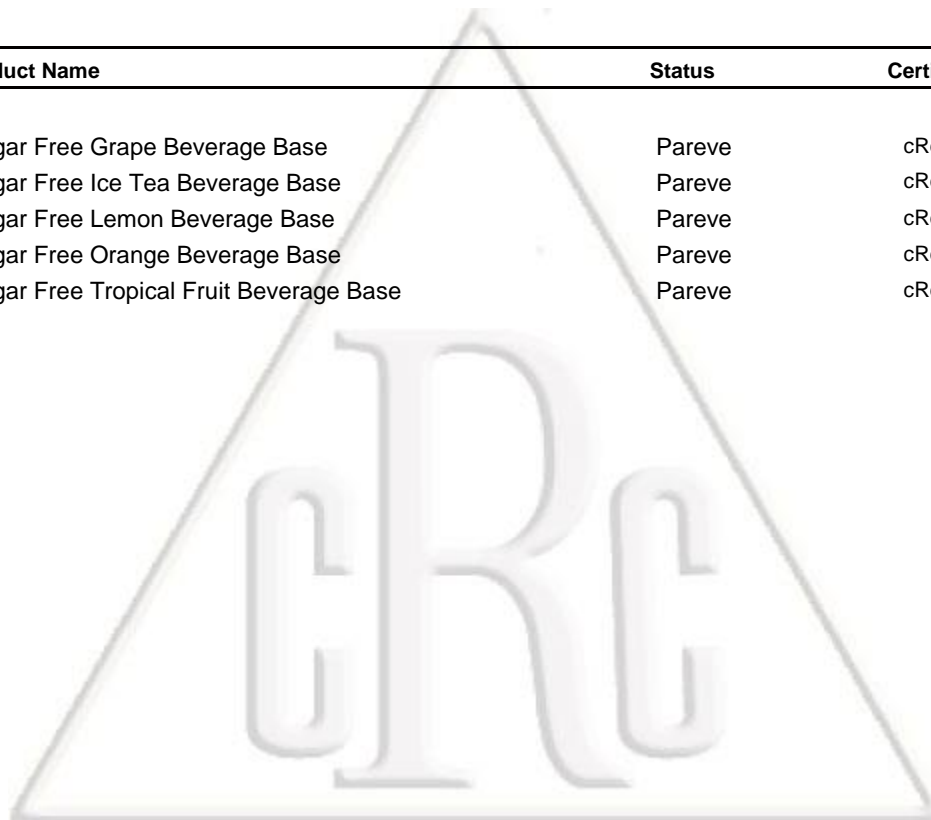 duct Name Status Certi
gar Free Grape Beverage Base Pareve cR
gar Free Ice Tea Beverage Base Pareve cR
gar Free Lemon Beverage Base Pareve cR
gar Free Orange Beverage Base Pareve cR
gar Free Tropical Fruit Beverage Base Pareve cR
cRc